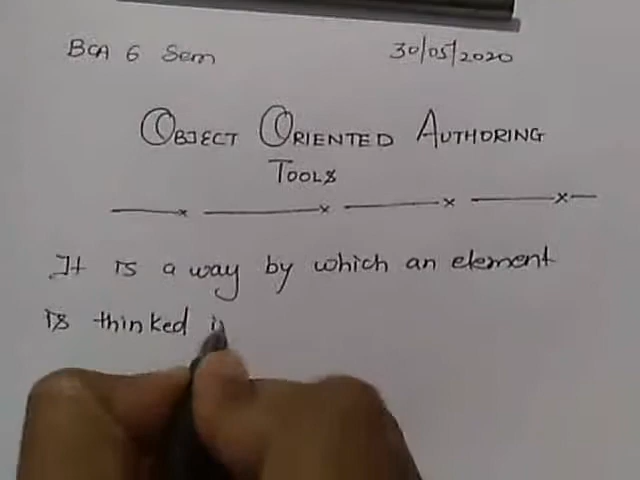 BCA 6 Sem 30/05/2020
OBJECT ORIENTED AUTHORING
TOOLS
It is a way by which an element
is thinked